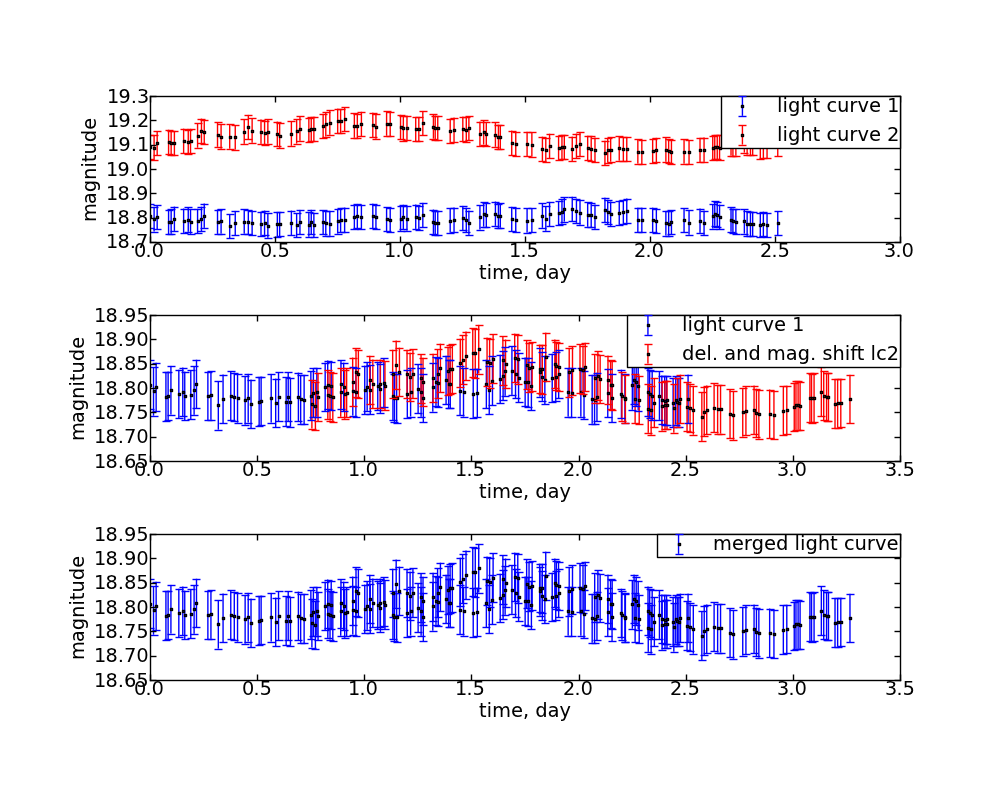 19.3
19.2
19.1
19.0
18.9
18.8
18.7
magnitude
light curve 1
light curve 2
0.0 0.5 1.0 1.5 2.0 2.5 3.0
time, day
18.95
18.90
18.85
18.80
18.75
18.70
18.65
magnitude
light curve 1
del. and mag. shift lc2
0.0 0.5 1.0 1.5 2.0 2.5 3.0 3.5
time, day
18.95
18.90
18.85
18.80
18.75
18.70
18.65
magnitude
merged light curve
0.0 0.5 1.0 1.5 2.0 2.5 3.0 3.5
time, day